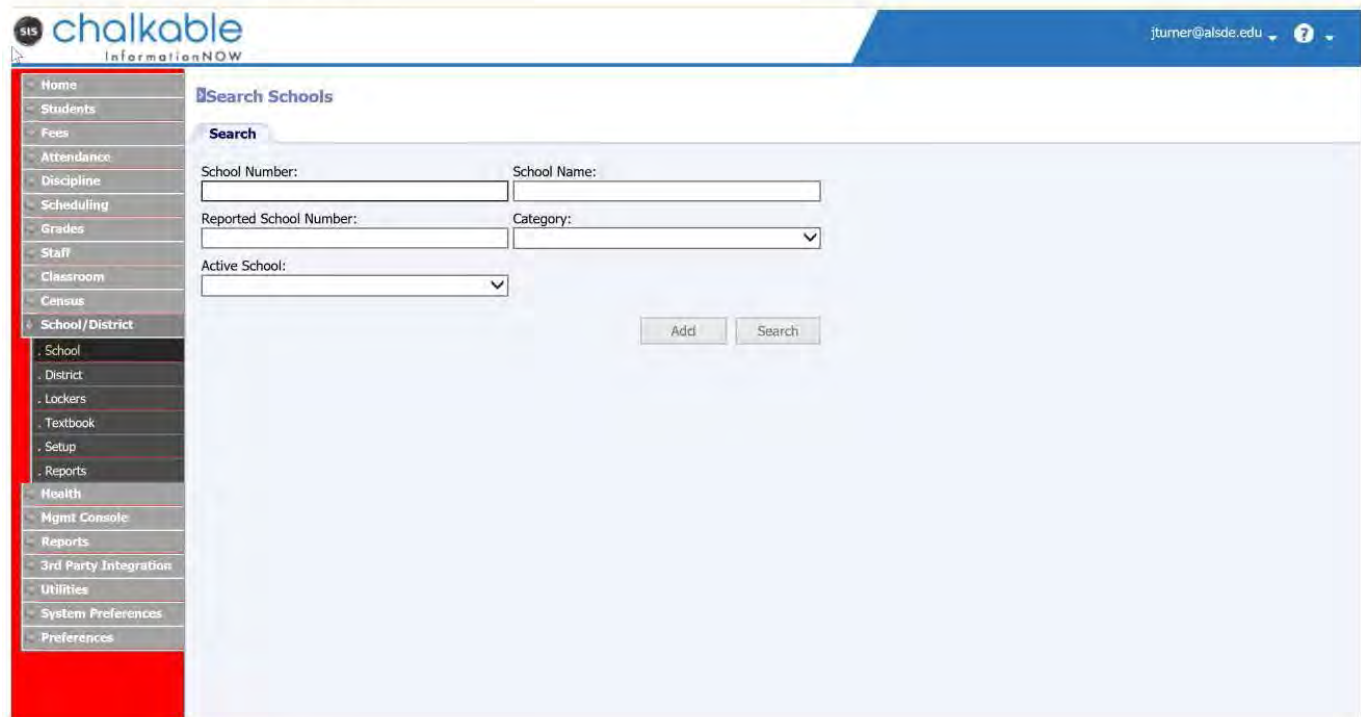 SIS chalkable
InformationNOW
jturner@alsde.edu ?
Home
Students
Fees
Attendance
Discipline
Scheduling
Grades
Staff
Classroom
Census
School/District
. School
. District
. Lockers
. Textbook
. Setup
. Reports
Health
Mgmt Console
Reports
3rd Party Integration
Utilities
System Preferences
Preferences
Search Schools
Search
School Number: School Name:
Reported School Number: Category:
Active School:
Add Search